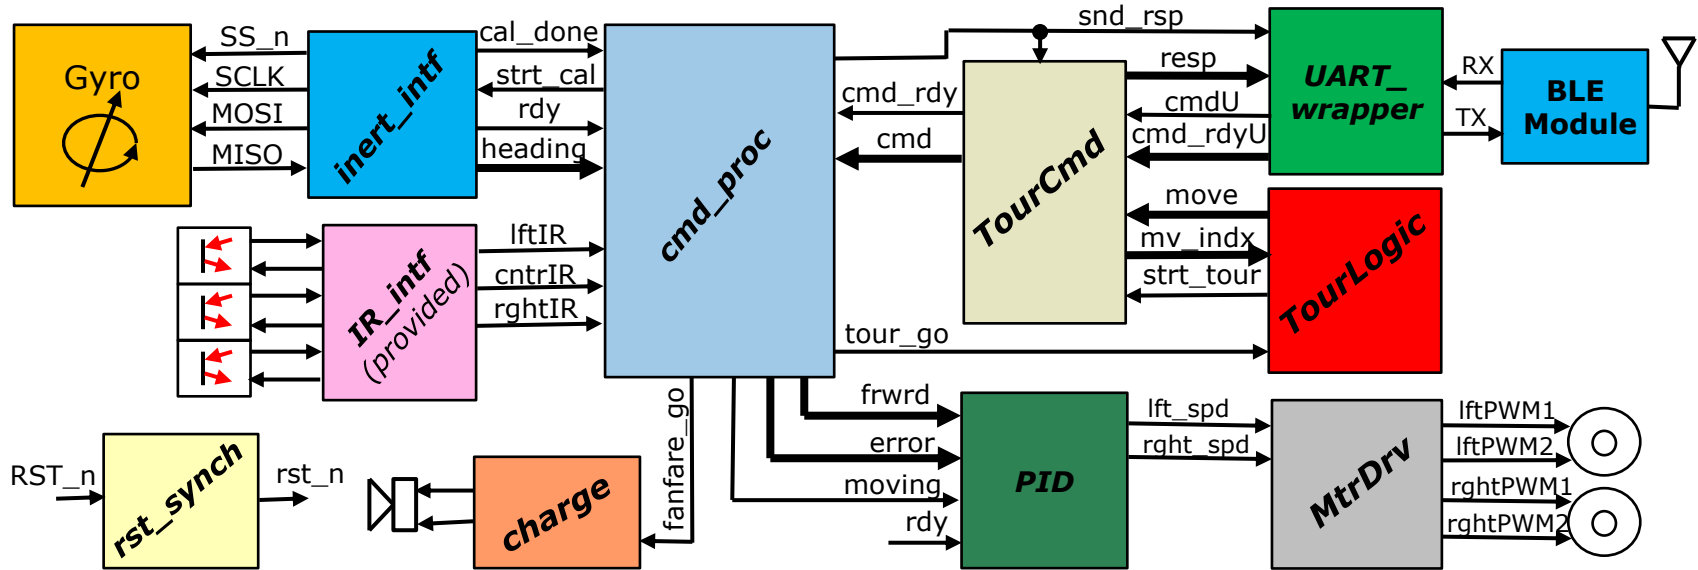 Gyro
SS_n
SCLK
MOSI
MISO
inert_intf
cal_done
strt_cal
rdy
heading
cmd_proc
snd_rsp
cmd_rdy
cmd
TourCmd
resp
cmdU
cmd_rdyU
UART_
wrapper
RX
TX
BLE
Module
move
mv_indx
strt_tour
TourLogic
tour_go
IR_intf
(provided)
lftIR
cntrIR
rghtIR
RST_n
rst_synch
rst_n
charge
fanfare_go
frwrd
error
moving
rdy
PID
lft_spd
rght_spd
MtrDrv
lftPWM1
lftPWM2
rghtPWM1
rghtPWM2